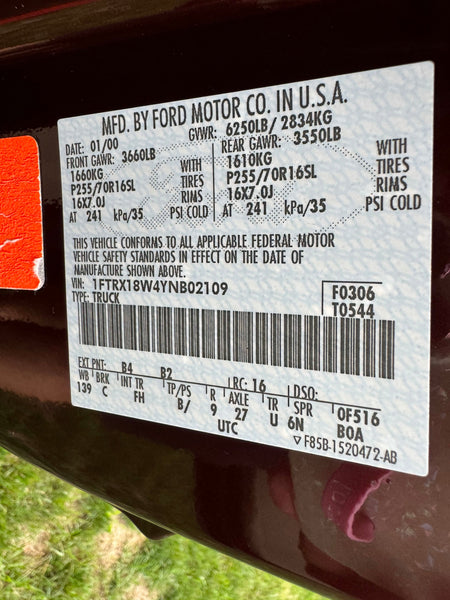 MFD. BY FORD MOTOR CO. IN U.S.A.
DATE: 01/00 GVWR: 6250LB/ 2834KG
FRONT GAWR: 3660LB REAR GAWR: 3550LB
1660KG WITH 1610KG WITH
P255/70R16SL TIRES P255/70R16SL TIRES
16X7.0J RIMS 16X7.0J RIMS
AT 241 kPa/35 PSI COLD AT 241 kPa/35 PSI COLD
THIS VEHICLE CONFORMS TO ALL APPLICABLE FEDERAL MOTOR
VEHICLE SAFETY STANDARDS IN EFFECT ON THE DATE OF
MANUFACTURE SHOWN ABOVE.
VIN: 1FTRX18W4YNB02109 F0306
TYPE: TRUCK T0544
EXT PNT: B4 B2 RC: 16 DSO:
WB BRK INT TR TP/PS R AXLE TR SPR 0F516
139 C FH B/ 9 27 U 6N B0A
UTC F85B-1520472-AB